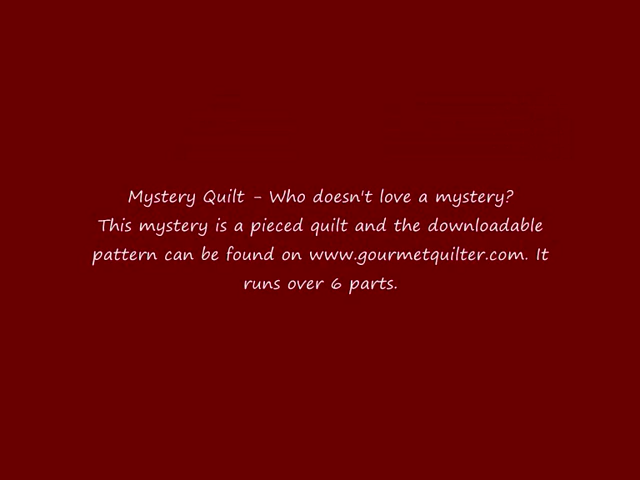 Mystery Quilt - Who doesn't love a mystery?
This mystery is a pieced quilt and the downloadable
pattern can be found on www.gourmetquilter.com. It
runs over 6 parts.